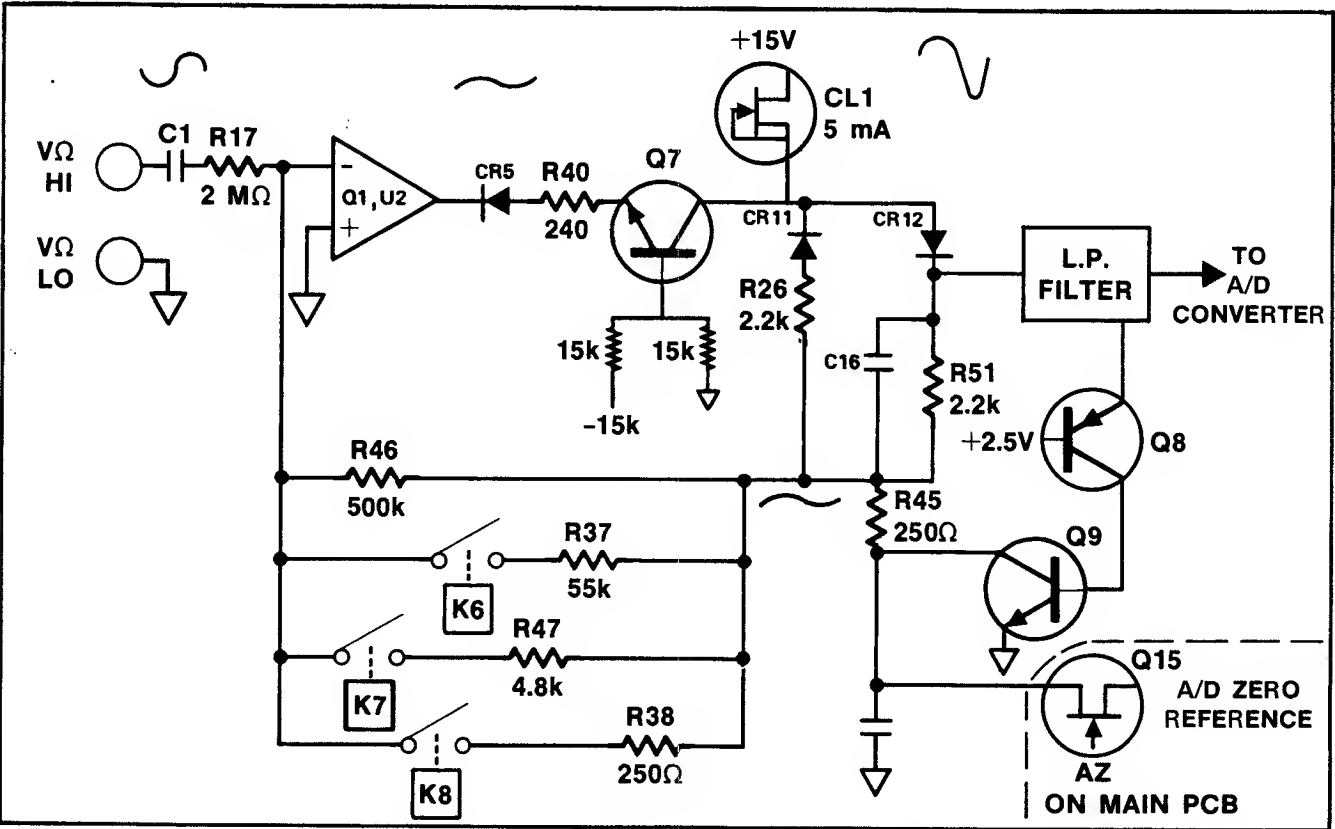 +15V
CL1
5 mA
VΩ
HI
C1
R17
2 MΩ
-
Q1,U2
+
CR5
R40
240
Q7
CR11
CR12
VΩ
LO
L.P.
FILTER
TO
A/D
CONVERTER
R26
2.2k
15k
15k
-15k
C16
R51
2.2k
+2.5V
Q8
R46
500k
R45
250Ω
Q9
R37
55k
K6
R47
4.8k
K7
R38
250Ω
K8
Q15
A/D ZERO
REFERENCE
AZ
ON MAIN PCB